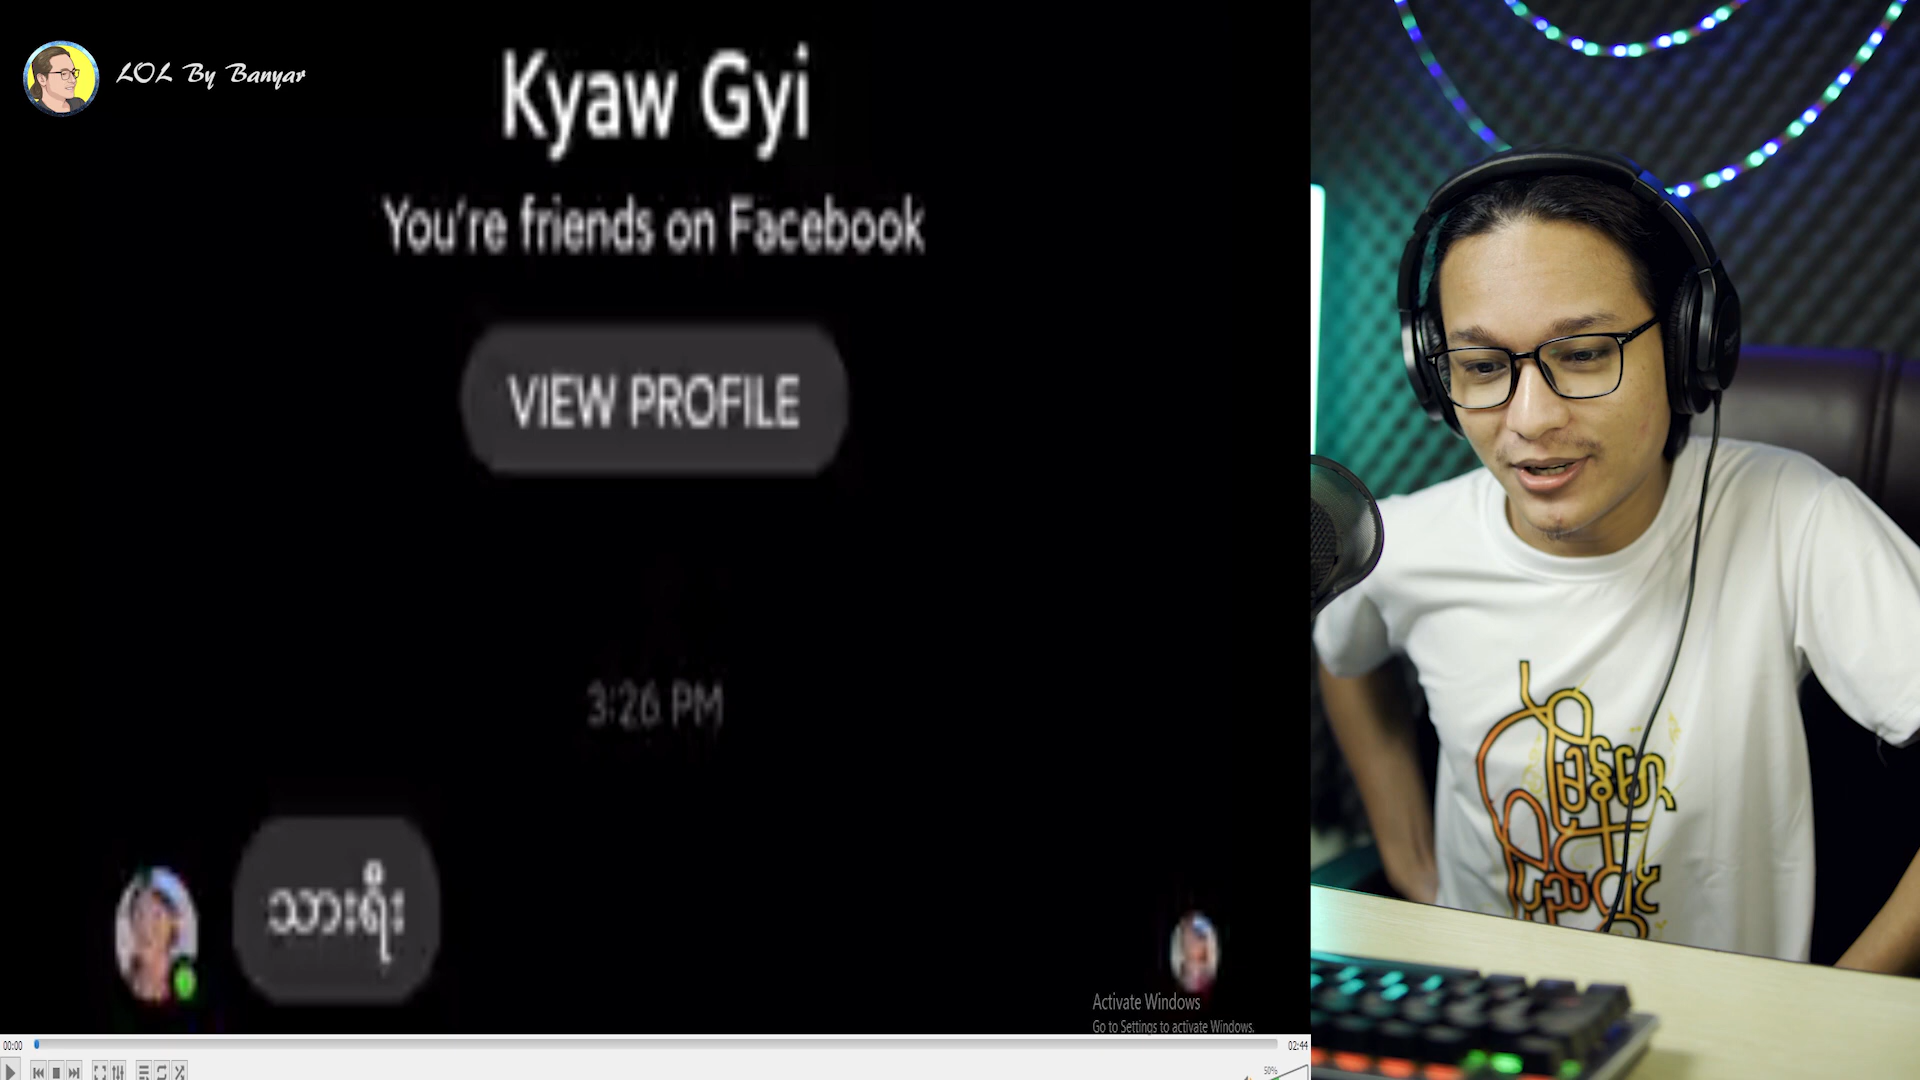 LOL By Banyar
Kyaw Gyi
You're friends on Facebook
VIEW PROFILE
3:26 PM
သားရီး
Activate Windows
Go to Settings to activate Windows.
00:00
02:44
50%